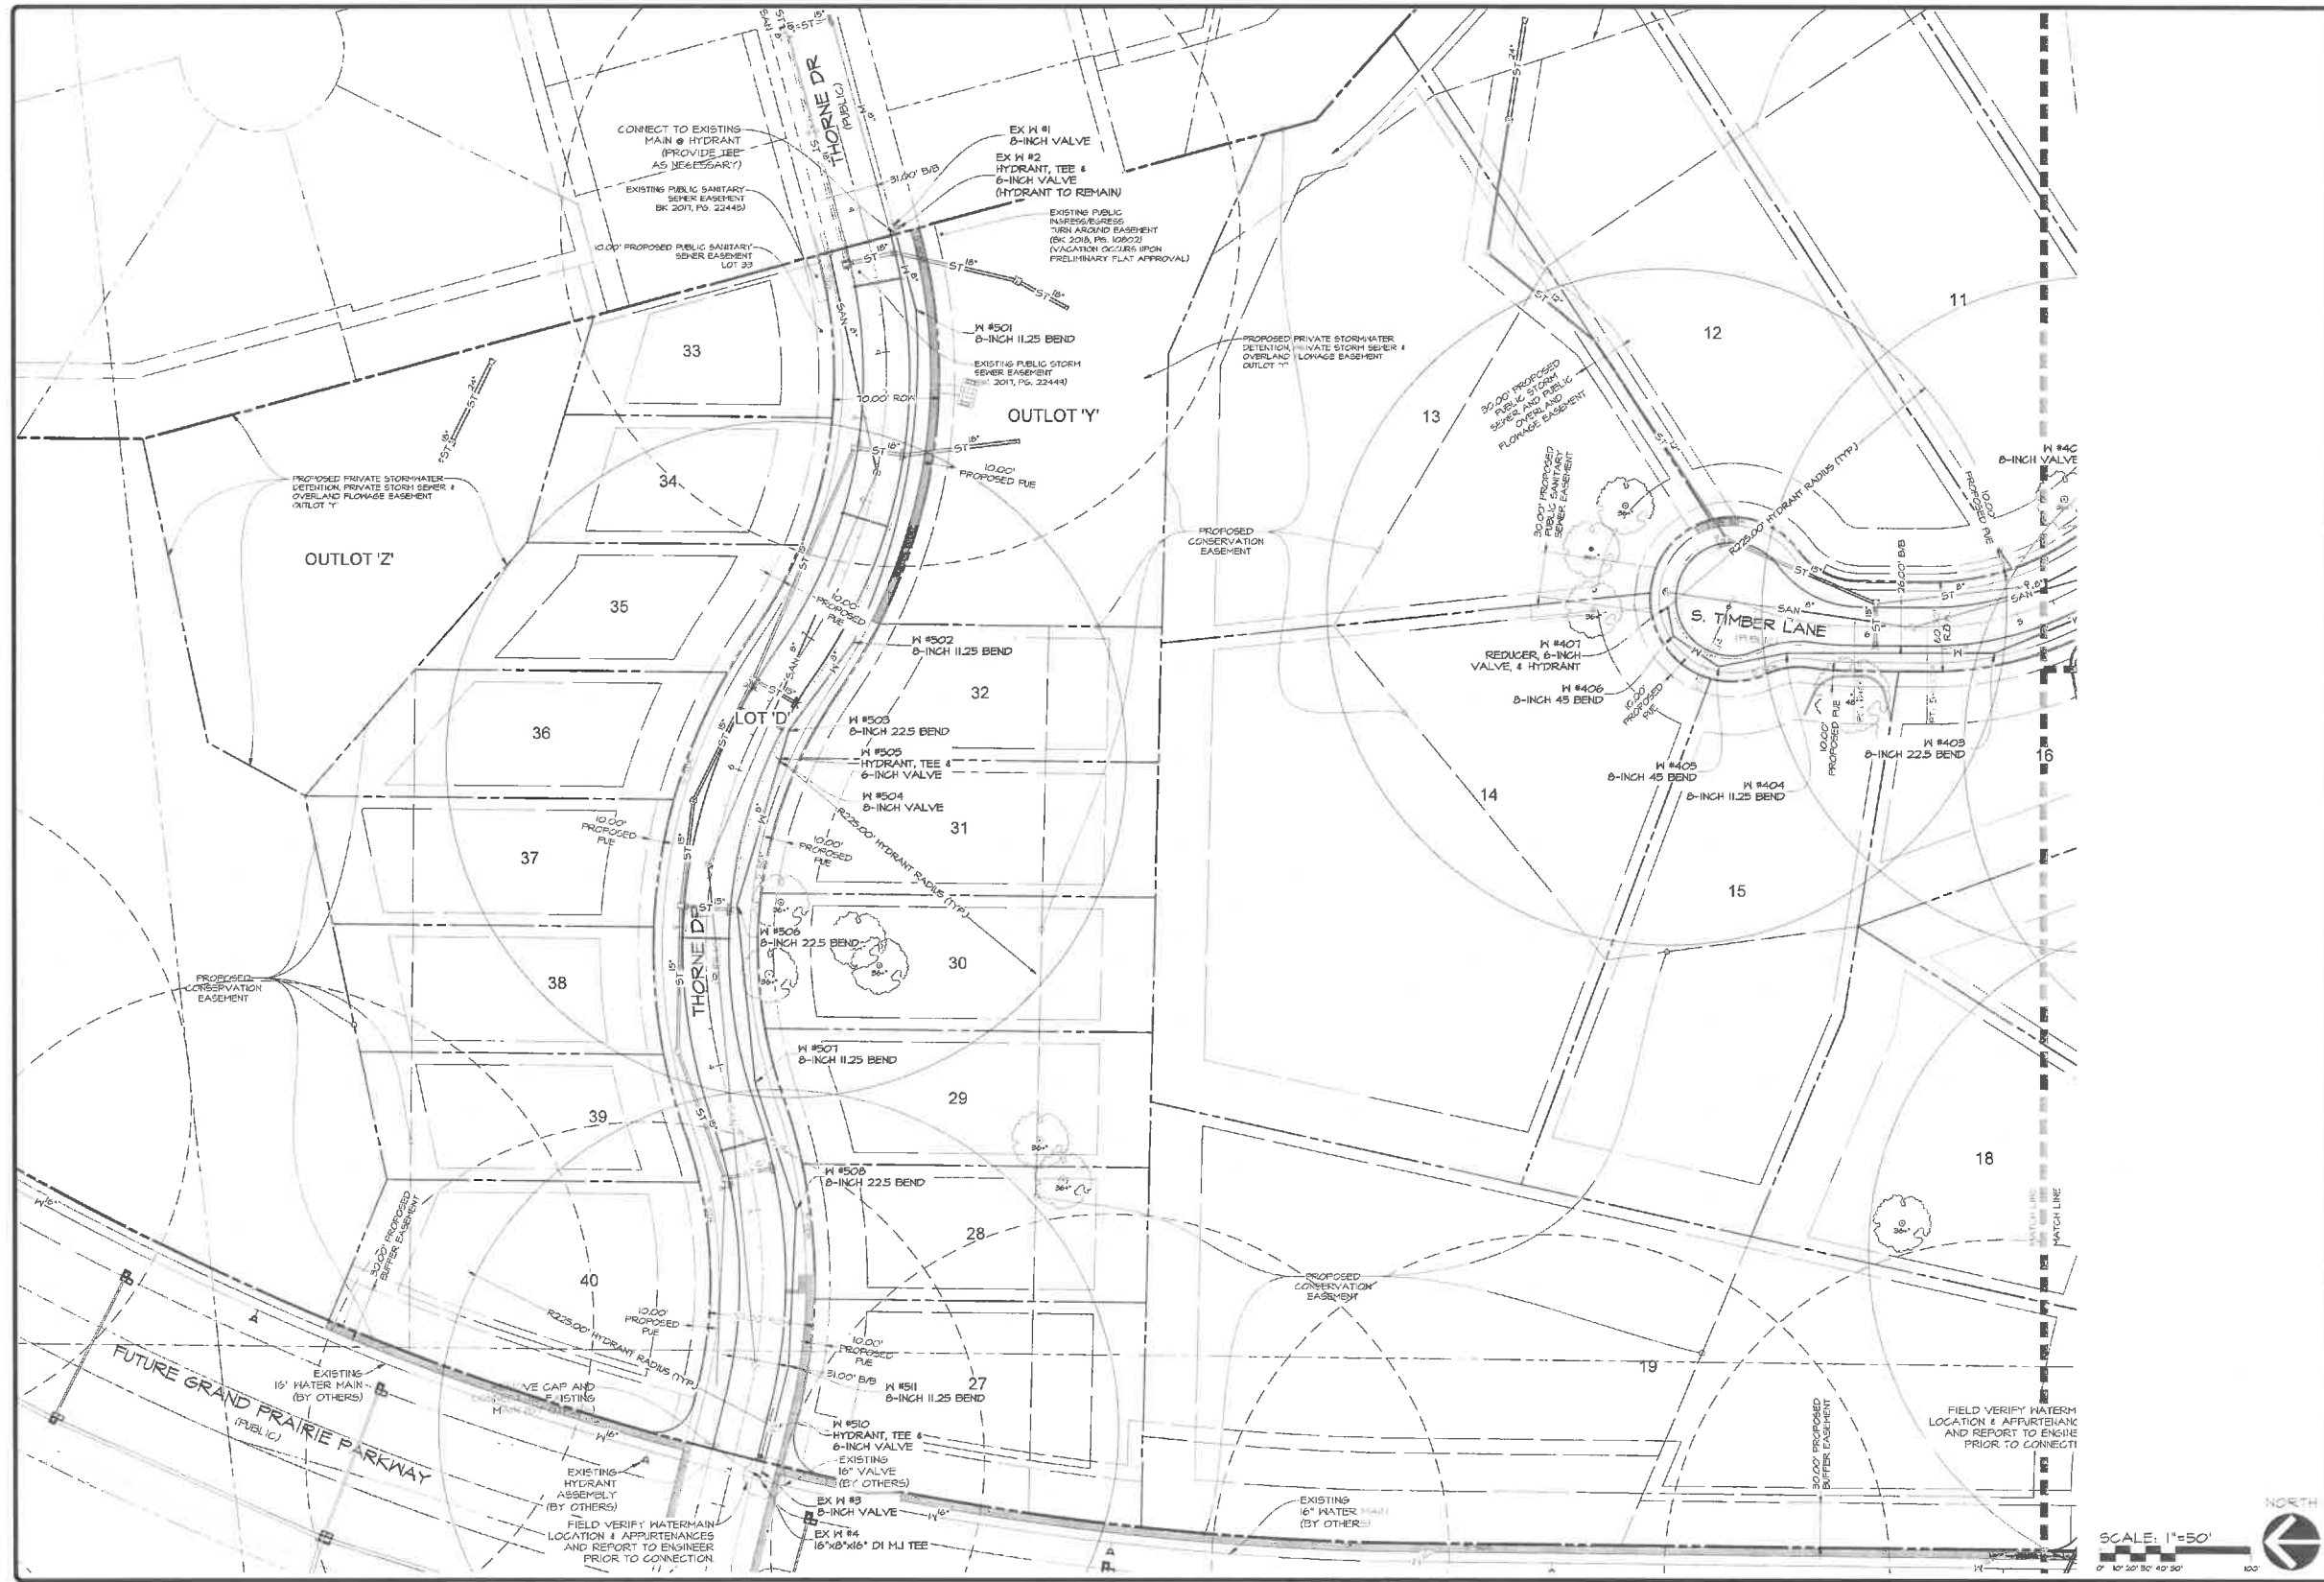 THORNE DR
(PUBLIC)
CONNECT TO EXISTING
MAIN @ HYDRANT
(PROVIDE TEE
AS NECESSARY)
EX W #1
8-INCH VALVE
EX W #2
HYDRANT, TEE &
6-INCH VALVE
(HYDRANT TO REMAIN)
31.00' B/B
EXISTING PUBLIC SANITARY
SEWER EASEMENT
BK 2017, PG. 22448)
EXISTING PUBLIC
INGRESS/EGRESS
TURN AROUND EASEMENT
(BK. 2018, PG. 10802)
(VACATION OCCURS UPON
PRELIMINARY PLAT APPROVAL)
10.00' PROPOSED PUBLIC SANITARY
SEWER EASEMENT
LOT 33
W #501
8-INCH 11.25 BEND
EXISTING PUBLIC STORM
SEWER EASEMENT
2017, PG. 22449)
70.00' ROW
OUTLOT 'Y'
10.00'
PROPOSED PUE
PROPOSED PRIVATE STORMWATER
DETENTION, PRIVATE STORM SEWER &
OVERLAND FLOWAGE EASEMENT
OUTLOT 'Y'
33
34
35
36
37
38
39
40
PROPOSED PRIVATE STORMWATER
DETENTION, PRIVATE STORM SEWER &
OVERLAND FLOWAGE EASEMENT
OUTLOT 'Y'
OUTLOT 'Z'
10.00'
PROPOSED
PUE
W #502
8-INCH 11.25 BEND
LOT 'D'
W #503
8-INCH 22.5 BEND
W #505
HYDRANT, TEE &
6-INCH VALVE
W #504
8-INCH VALVE
R225.00' HYDRANT RADIUS (TYP.)
10.00'
PROPOSED
PUE
10.00'
PROPOSED
PUE
32
31
30
29
28
27
THORNE DR
W #506
8-INCH 22.5 BEND
W #507
8-INCH 11.25 BEND
W #508
8-INCH 22.5 BEND
PROPOSED
CONSERVATION
EASEMENT
PROPOSED
CONSERVATION
EASEMENT
PROPOSED
CONSERVATION
EASEMENT
30.00' PROPOSED
BUFFER EASEMENT
R225.00' HYDRANT RADIUS (TYP.)
10.00'
PROPOSED
PUE
10.00'
PROPOSED
PUE
31.00' B/B
W #511
8-INCH 11.25 BEND
W #510
HYDRANT, TEE &
6-INCH VALVE
EXISTING
16" VALVE
(BY OTHERS)
EX W #3
8-INCH VALVE
EX W #4
16"x8"x16" DI MJ TEE
EXISTING
16" WATER MAIN
(BY OTHERS)
FUTURE GRAND PRAIRIE PARKWAY
(PUBLIC)
EXISTING
HYDRANT
ASSEMBLY
(BY OTHERS)
FIELD VERIFY WATERMAIN
LOCATION & APPURTENANCES
AND REPORT TO ENGINEER
PRIOR TO CONNECTION.
EXISTING
16" WATER MAIN
(BY OTHERS)
11
12
13
14
15
16
18
19
30.00' PROPOSED
PUBLIC STORM
SEWER AND PUBLIC
OVERLAND
FLOWAGE EASEMENT
30.00' PROPOSED
PUBLIC SANITARY
SEWER EASEMENT
R225.00' HYDRANT RADIUS (TYP.)
10.00'
PROPOSED PUE
W #40
8-INCH VALVE
26.00' B/B
S. TIMBER LANE
W #407
REDUCER, 6-INCH
VALVE, & HYDRANT
W #406
8-INCH 45 BEND
10.00'
PROPOSED
PUE
W #405
8-INCH 45 BEND
W #404
8-INCH 11.25 BEND
10.00'
PROPOSED PUE
W #403
8-INCH 22.5 BEND
MATCH LINE
MATCH LINE
30.00' PROPOSED
BUFFER EASEMENT
FIELD VERIFY WATERM
LOCATION & APPURTENANC
AND REPORT TO ENGINE
PRIOR TO CONNECTI
NORTH
SCALE: 1"=50'
0' 10' 20' 30' 40' 50' 100'